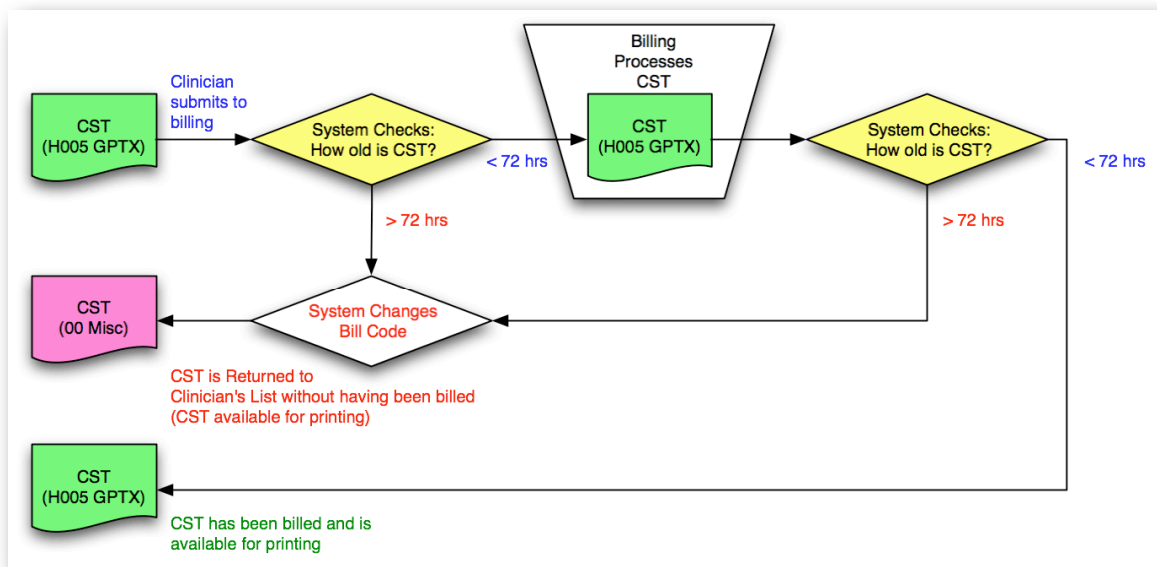 Billing
Processes
CST
Clinician
submits to
billing
CST
(H005 GPTX)
System Checks:
How old is CST?
< 72 hrs
CST
(H005 GPTX)
System Checks:
How old is CST?
< 72 hrs
> 72 hrs
> 72 hrs
CST
(00 Misc)
System Changes
Bill Code
CST is Returned to
Clinician's List without having been billed
(CST available for printing)
CST
(H005 GPTX)
CST has been billed and is
available for printing